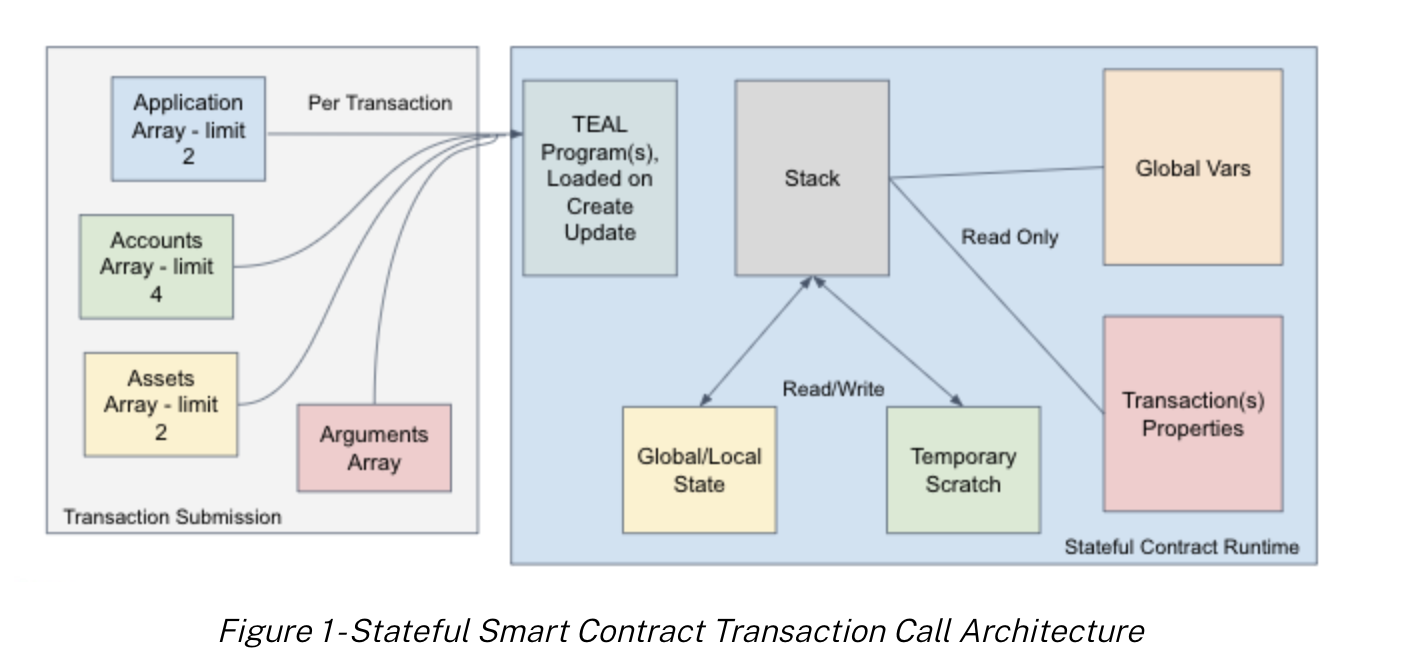 Application
Array - limit
2
Per Transaction
Accounts
Array - limit
4
Assets
Array - limit
2
Arguments
Array
Transaction Submission
TEAL
Program(s),
Loaded on
Create
Update
Stack
Global Vars
Read Only
Read/Write
Global/Local
State
Temporary
Scratch
Transaction(s)
Properties
Stateful Contract Runtime
Figure 1-Stateful Smart Contract Transaction Call Architecture